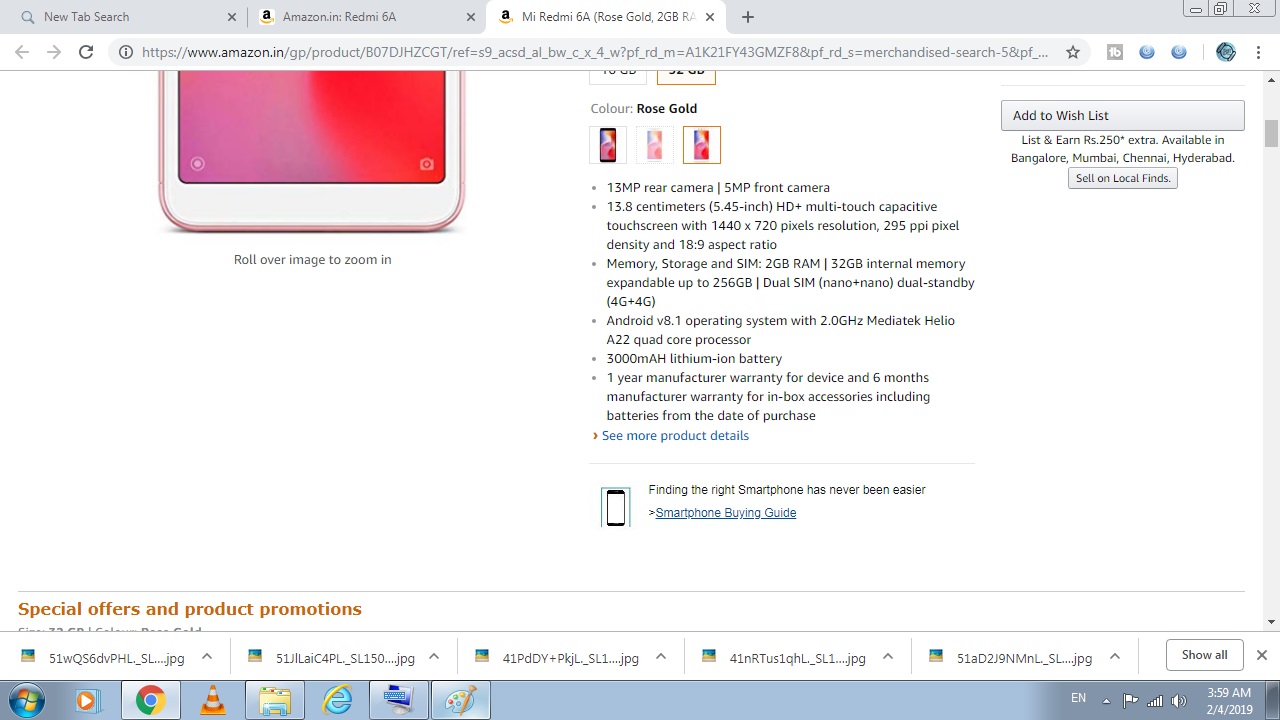 New Tab Search
Amazon.in: Redmi 6A
Mi Redmi 6A (Rose Gold, 2GB RA
https://www.amazon.in/gp/product/B07DJHZCGT/ref=s9_acsd_al_bw_c_x_4_w?pf_rd_m=A1K21FY43GMZF8&pf_rd_s=merchandised-search-5&pf_...
16 GB
32 GB
Colour: Rose Gold
13MP rear camera | 5MP front camera
13.8 centimeters (5.45-inch) HD+ multi-touch capacitive
touchscreen with 1440 x 720 pixels resolution, 295 ppi pixel
density and 18:9 aspect ratio
Memory, Storage and SIM: 2GB RAM | 32GB internal memory
expandable up to 256GB | Dual SIM (nano+nano) dual-standby
(4G+4G)
Android v8.1 operating system with 2.0GHz Mediatek Helio
A22 quad core processor
3000mAH lithium-ion battery
1 year manufacturer warranty for device and 6 months
manufacturer warranty for in-box accessories including
batteries from the date of purchase
› See more product details
Roll over image to zoom in
Add to Wish List
List & Earn Rs.250* extra. Available in
Bangalore, Mumbai, Chennai, Hyderabad.
Sell on Local Finds.
Finding the right Smartphone has never been easier
>Smartphone Buying Guide
Special offers and product promotions
Size: 32 GB | Colour: Rose Gold
51wQS6dvPHL._SL....jpg
51JlLaiC4PL._SL150....jpg
41PdDY+PkjL._SL1....jpg
41nRTus1qhL._SL1....jpg
51aD2J9NMnL._SL....jpg
Show all
EN
3:59 AM
2/4/2019